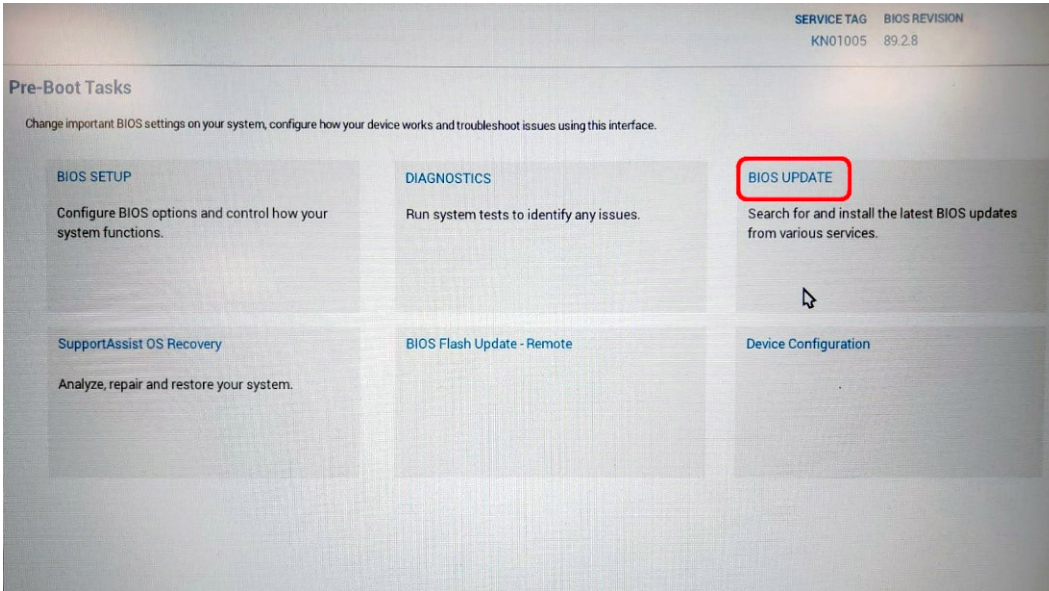 SERVICE TAG BIOS REVISION
KN01005 89.2.8
Pre-Boot Tasks
Change important BIOS settings on your system, configure how your device works and troubleshoot issues using this interface.
BIOS SETUP
Configure BIOS options and control how your
system functions.
DIAGNOSTICS
Run system tests to identify any issues.
BIOS UPDATE
Search for and install the latest BIOS updates
from various services.
SupportAssist OS Recovery
Analyze, repair and restore your system.
BIOS Flash Update - Remote
Device Configuration